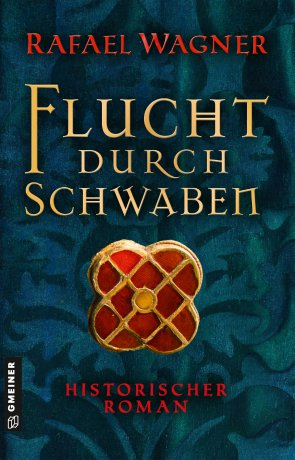 RAFAEL WAGNER
FLUCHT
DURCH
SCHWABEN
HISTORISCHER
ROMAN
GMEINER